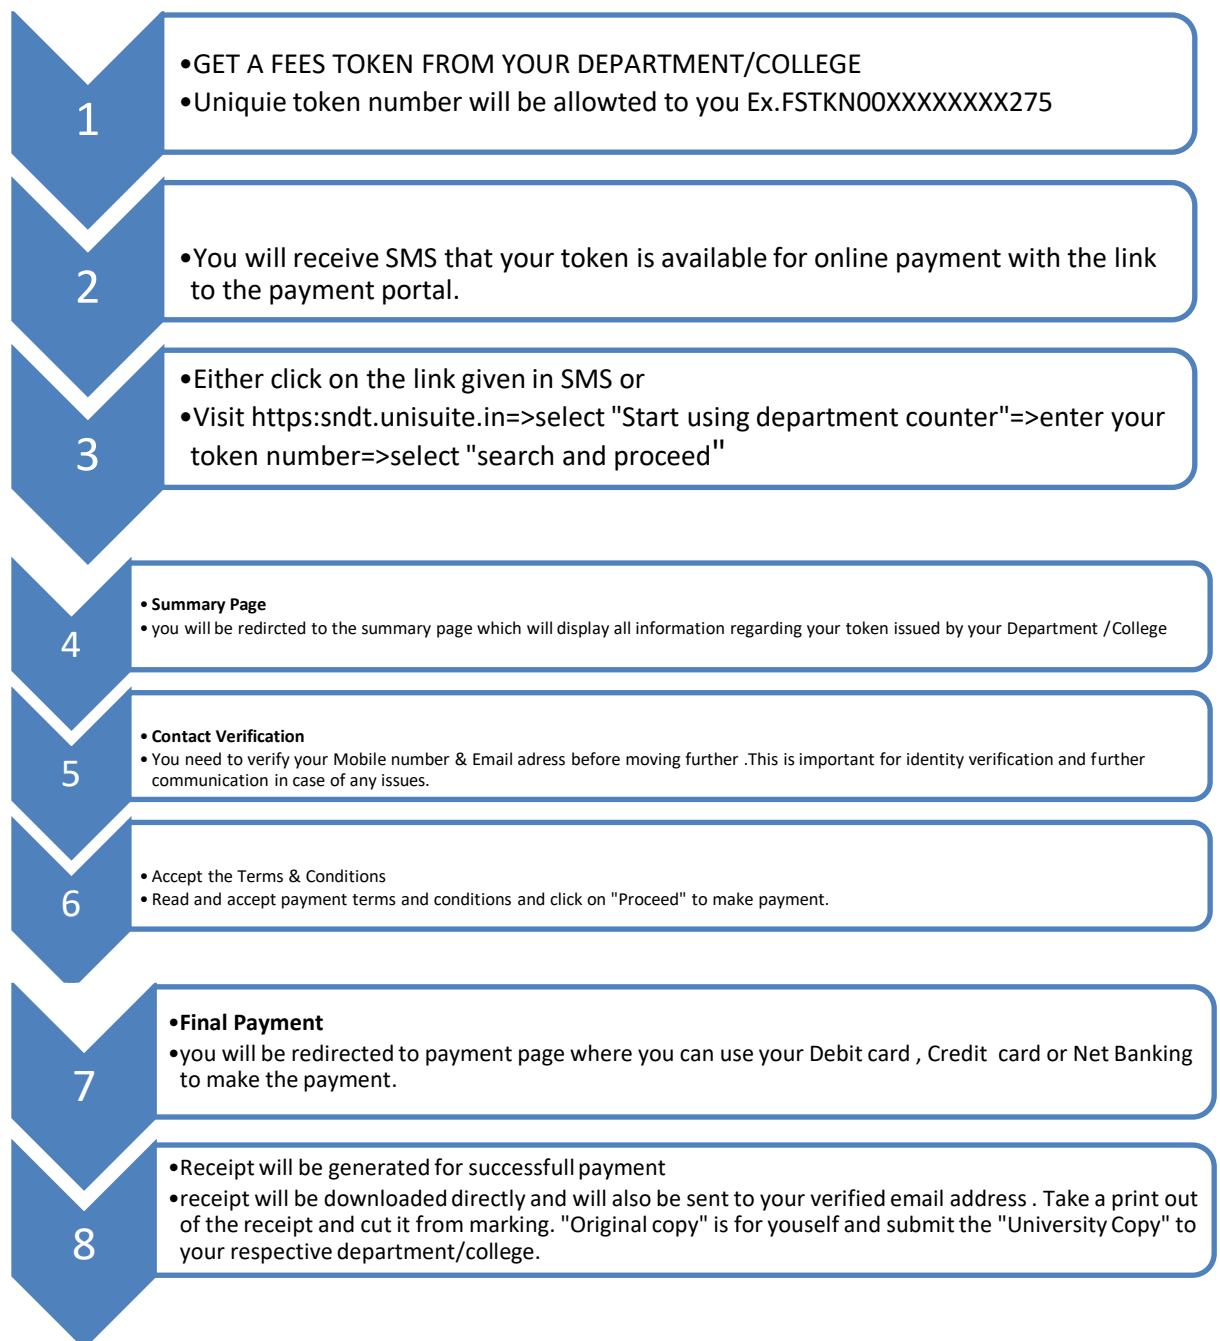 1
•GET A FEES TOKEN FROM YOUR DEPARTMENT/COLLEGE
•Uniquie token number will be allowted to you Ex.FSTKN00XXXXXXXX275
2
•You will receive SMS that your token is available for online payment with the link
to the payment portal.
3
•Either click on the link given in SMS or
•Visit https:sndt.unisuite.in=>select "Start using department counter"=>enter your
token number=>select "search and proceed"
4
•Summary Page
•you will be redircted to the summary page which will display all information regarding your token issued by your Department /College
5
•Contact Verification
•You need to verify your Mobile number & Email adress before moving further .This is important for identity verification and further
communication in case of any issues.
6
•Accept the Terms & Conditions
•Read and accept payment terms and conditions and click on "Proceed" to make payment.
7
•Final Payment
•you will be redirected to payment page where you can use your Debit card , Credit card or Net Banking
to make the payment.
8
•Receipt will be generated for successfull payment
•receipt will be downloaded directly and will also be sent to your verified email address . Take a print out
of the receipt and cut it from marking. "Original copy" is for youself and submit the "University Copy" to
your respective department/college.